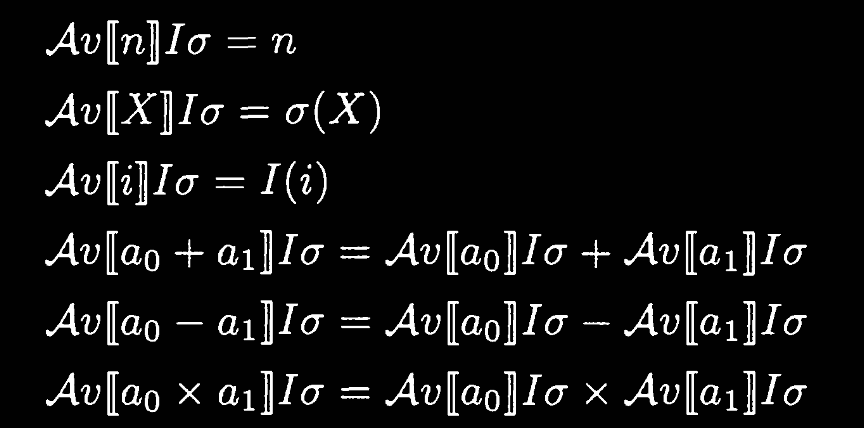 𝒜v⟦n⟧Iσ = n
𝒜v⟦X⟧Iσ = σ(X)
𝒜v⟦i⟧Iσ = I(i)
𝒜v⟦a₀ + a₁⟧Iσ = 𝒜v⟦a₀⟧Iσ + 𝒜v⟦a₁⟧Iσ
𝒜v⟦a₀ − a₁⟧Iσ = 𝒜v⟦a₀⟧Iσ − 𝒜v⟦a₁⟧Iσ
𝒜v⟦a₀ × a₁⟧Iσ = 𝒜v⟦a₀⟧Iσ × 𝒜v⟦a₁⟧Iσ